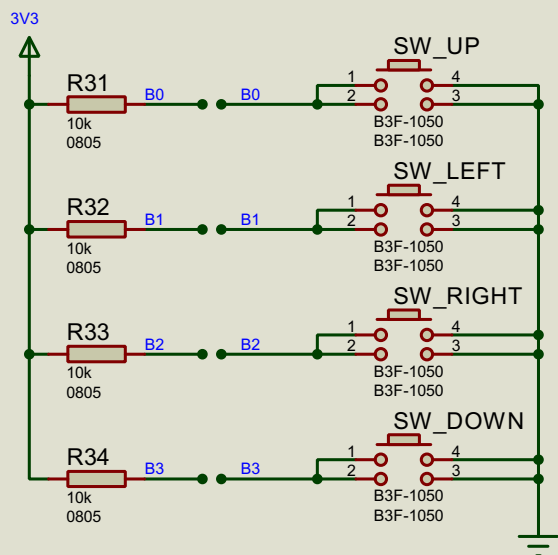 3V3
SW_UP
R31 B0 B0 1 4
2 3
10k B3F-1050
0805 B3F-1050
SW_LEFT
R32 B1 B1 1 4
2 3
10k B3F-1050
0805 B3F-1050
SW_RIGHT
R33 B2 B2 1 4
2 3
10k B3F-1050
0805 B3F-1050
SW_DOWN
R34 B3 B3 1 4
2 3
10k B3F-1050
0805 B3F-1050